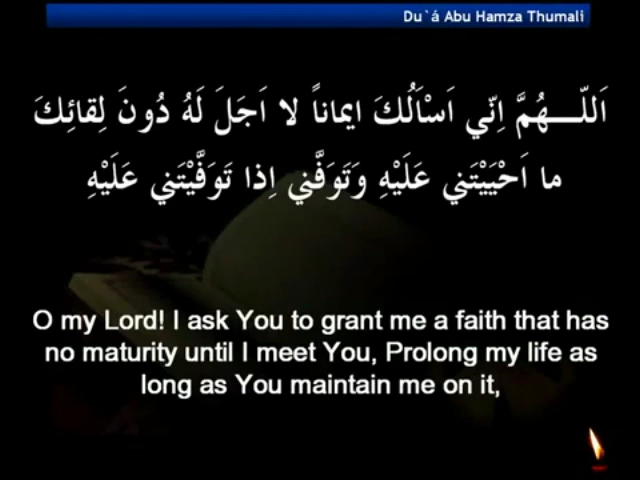 Du`á Abu Hamza Thumali
اَللّـــهُمَّ اِنّي اَسْاَلُكَ ايماناً لا اَجَلَ لَهُ دُونَ لِقائِكَ
ما اَحْيَيْتَني عَلَيْهِ وَتَوَفَّني اِذا تَوَفَّيْتَني عَلَيْهِ
O my Lord! I ask You to grant me a faith that has
no maturity until I meet You, Prolong my life as
long as You maintain me on it,